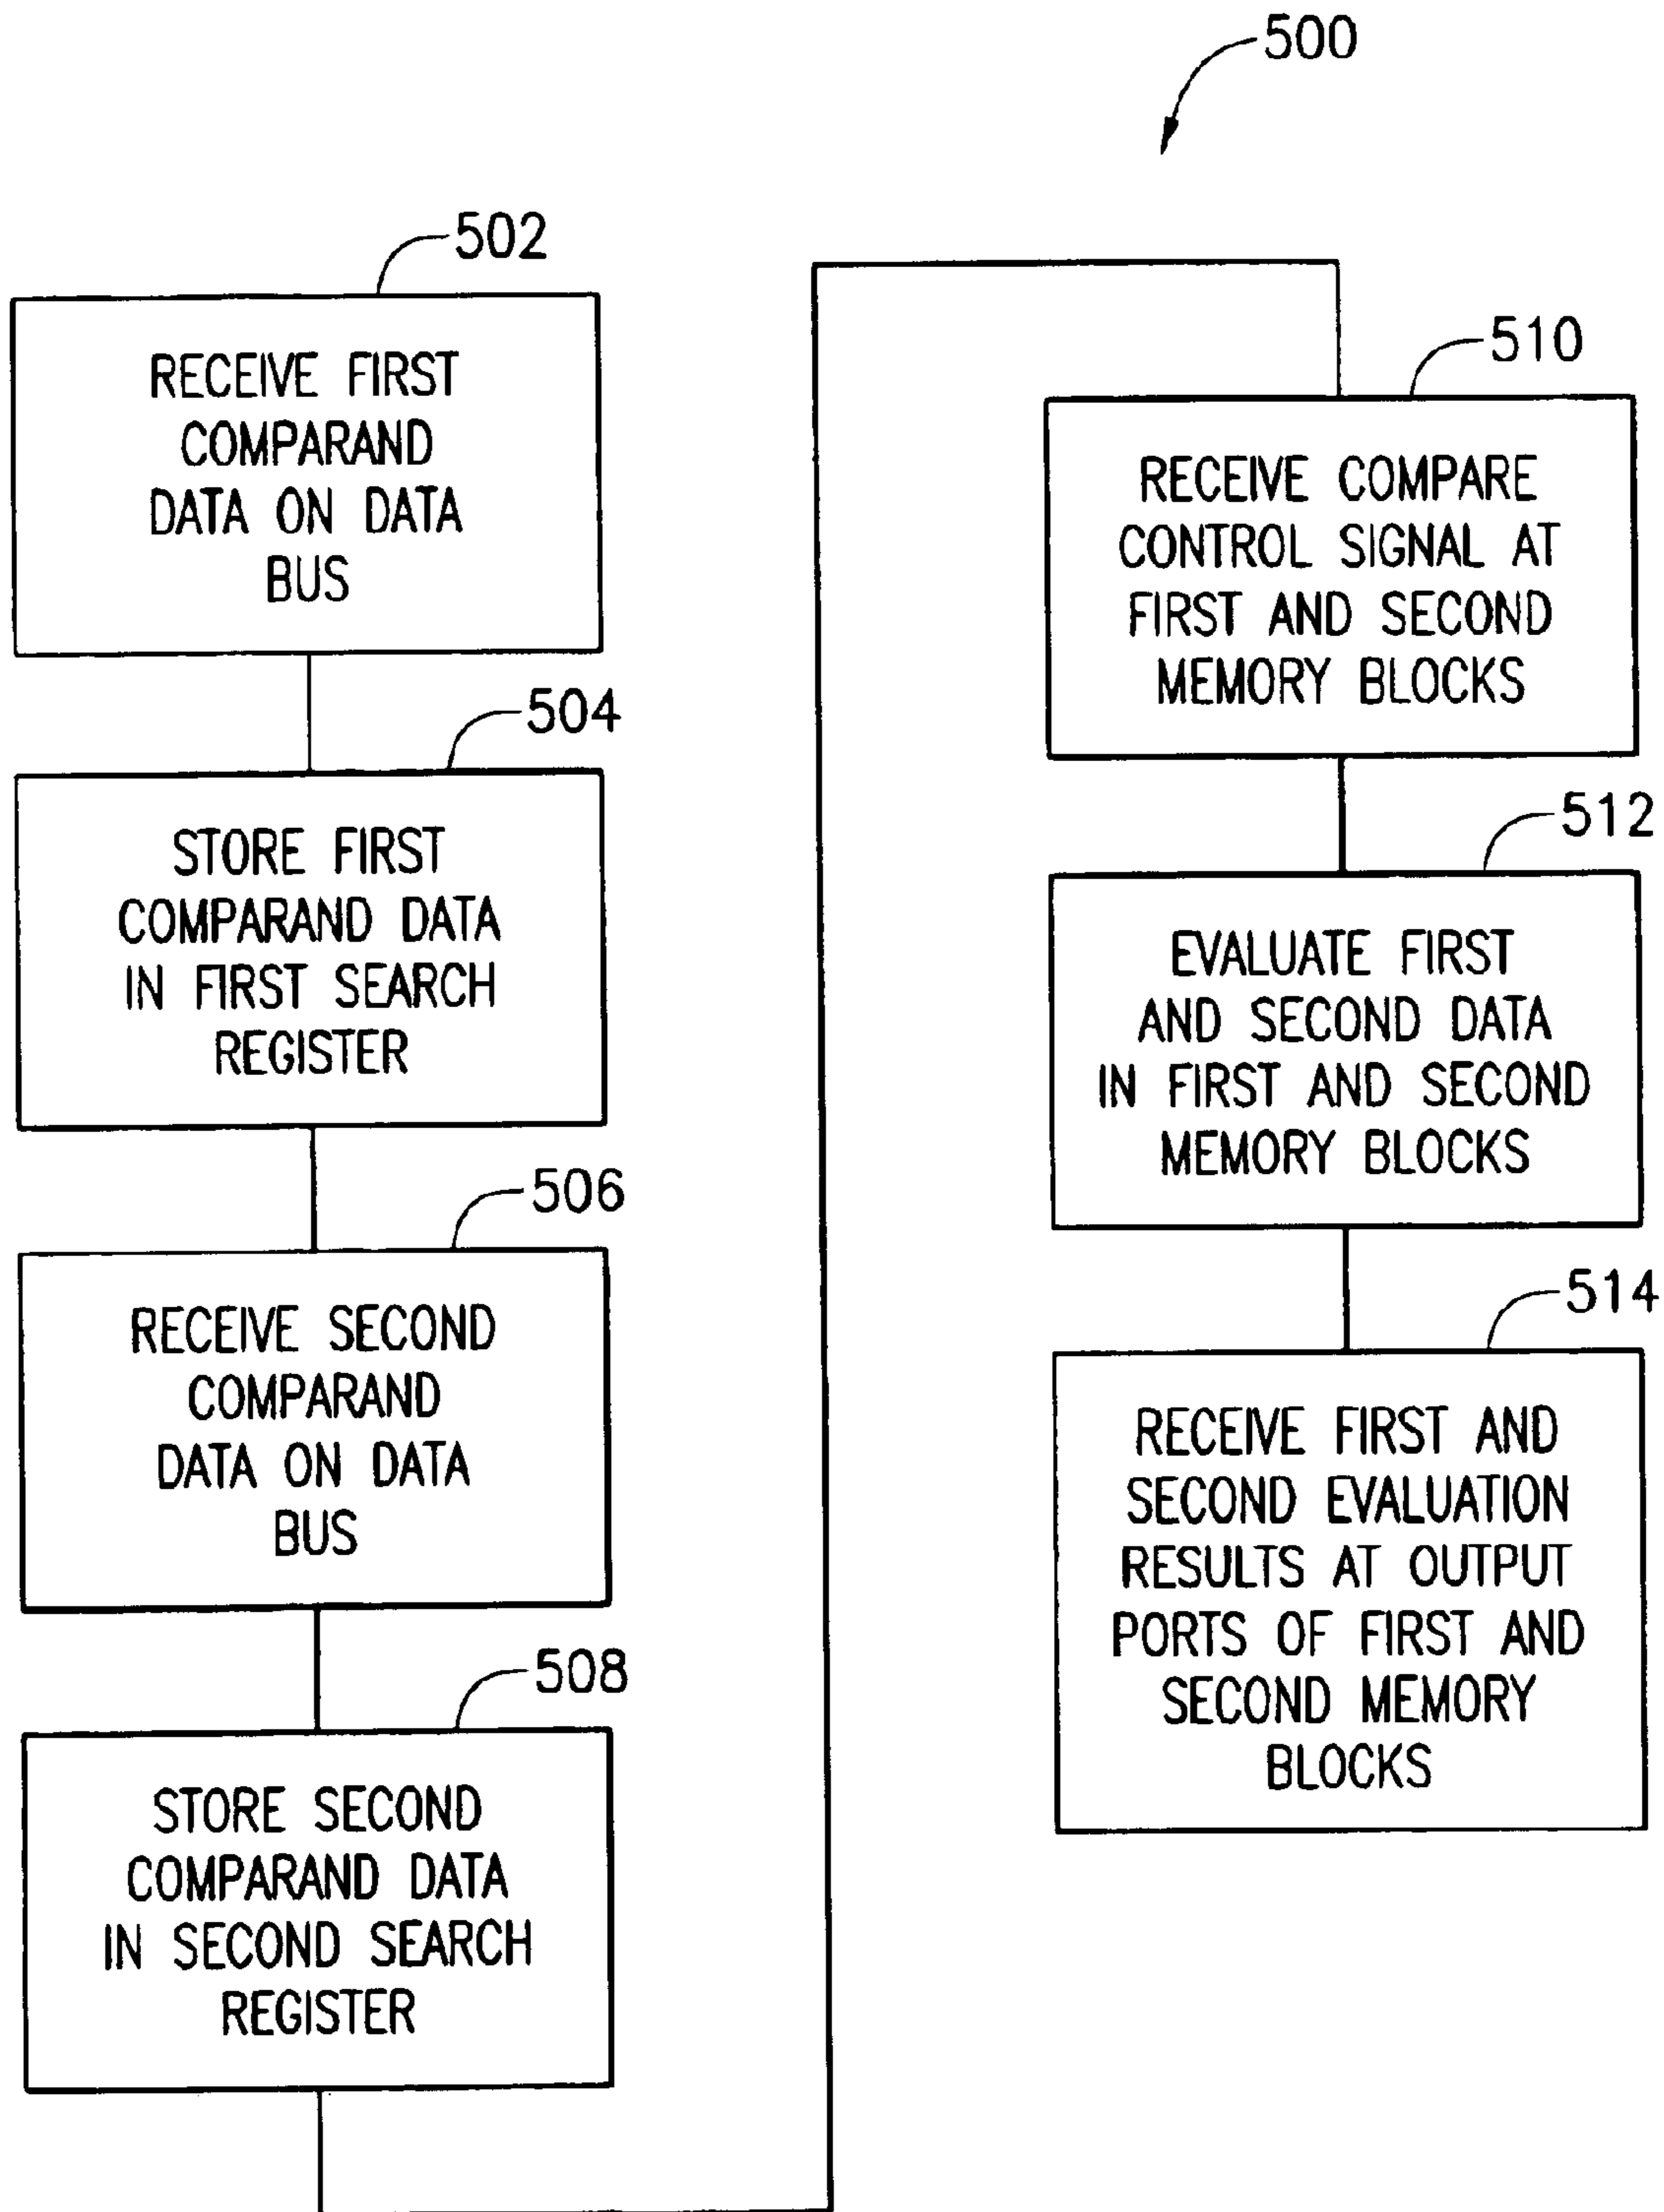 500
502
RECEIVE FIRST
COMPARAND
DATA ON DATA
BUS
504
STORE FIRST
COMPARAND DATA
IN FIRST SEARCH
REGISTER
506
RECEIVE SECOND
COMPARAND
DATA ON DATA
BUS
508
STORE SECOND
COMPARAND DATA
IN SECOND SEARCH
REGISTER
510
RECEIVE COMPARE
CONTROL SIGNAL AT
FIRST AND SECOND
MEMORY BLOCKS
512
EVALUATE FIRST
AND SECOND DATA
IN FIRST AND SECOND
MEMORY BLOCKS
514
RECEIVE FIRST AND
SECOND EVALUATION
RESULTS AT OUTPUT
PORTS OF FIRST AND
SECOND MEMORY
BLOCKS